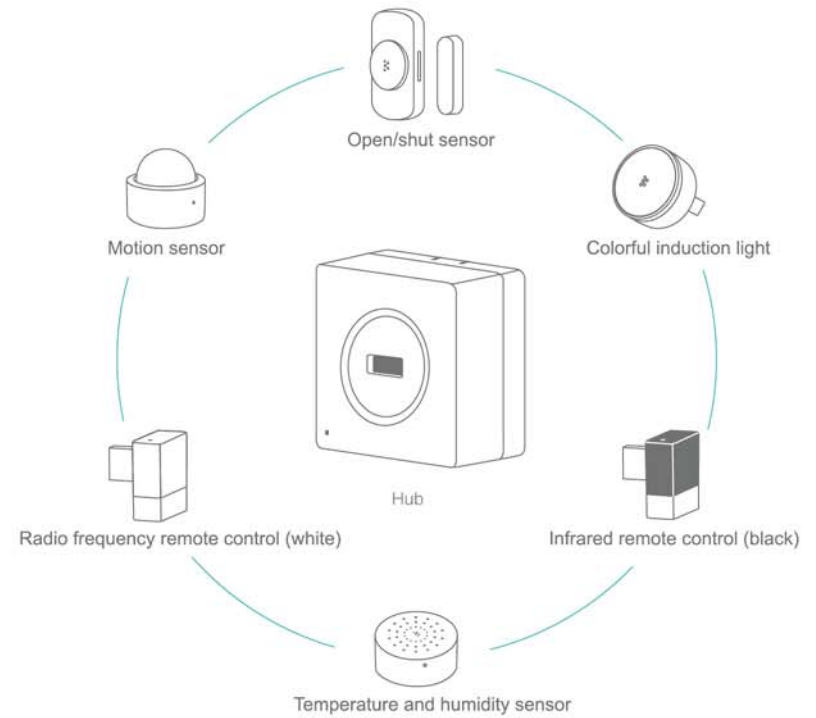 Open/shut sensor
Motion sensor
Colorful induction light
Hub
Radio frequency remote control (white)
Infrared remote control (black)
Temperature and humidity sensor